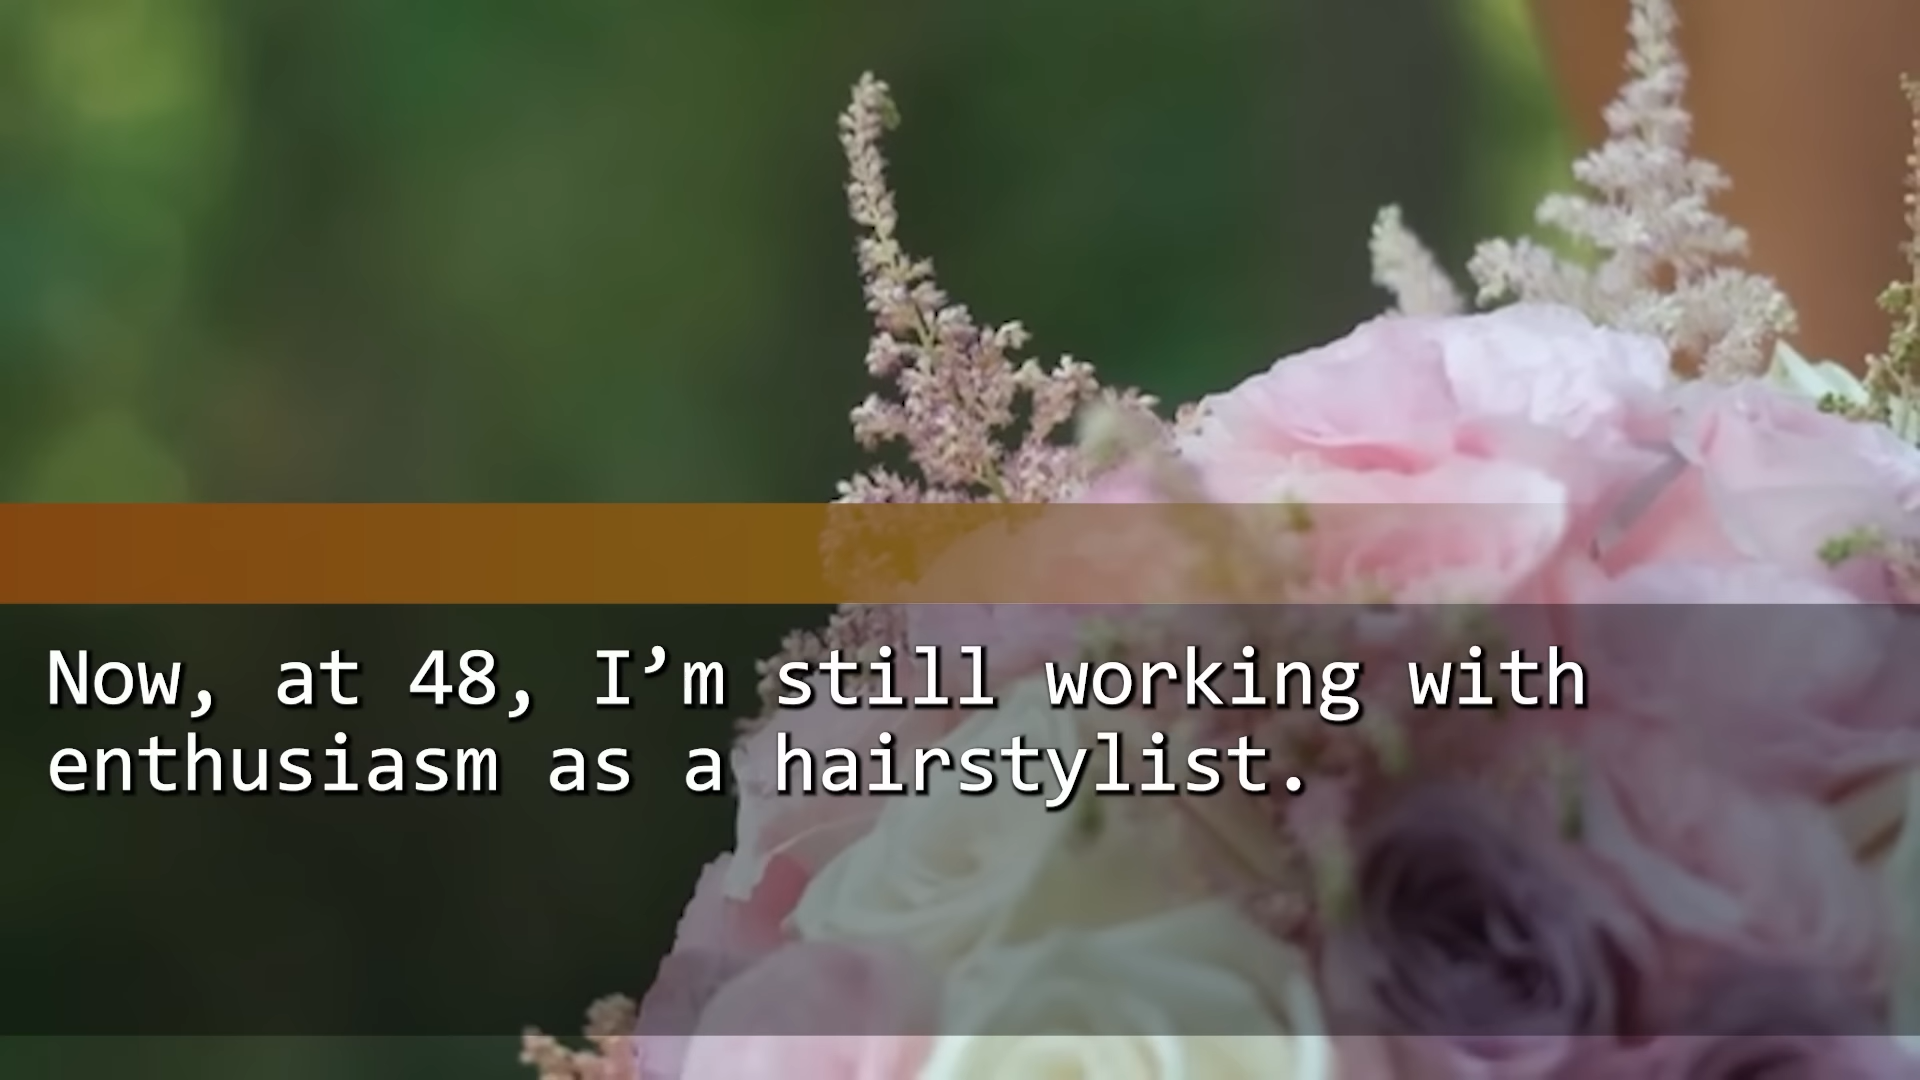 Now, at 48, I’m still working with
enthusiasm as a hairstylist.